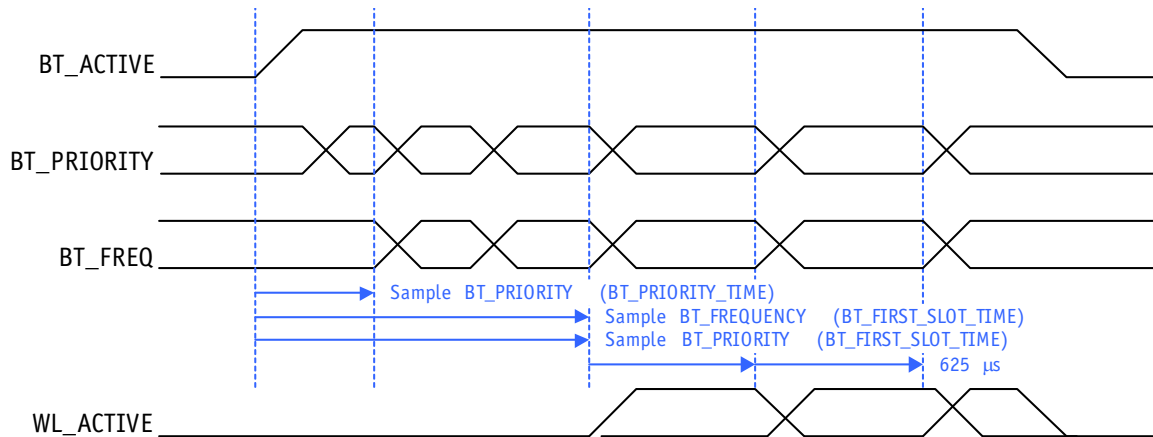 BT_ACTIVE
BT_PRIORITY
BT_FREQ
Sample BT_PRIORITY (BT_PRIORITY_TIME)
Sample BT_FREQUENCY (BT_FIRST_SLOT_TIME)
Sample BT_PRIORITY (BT_FIRST_SLOT_TIME)
625 µs
WL_ACTIVE